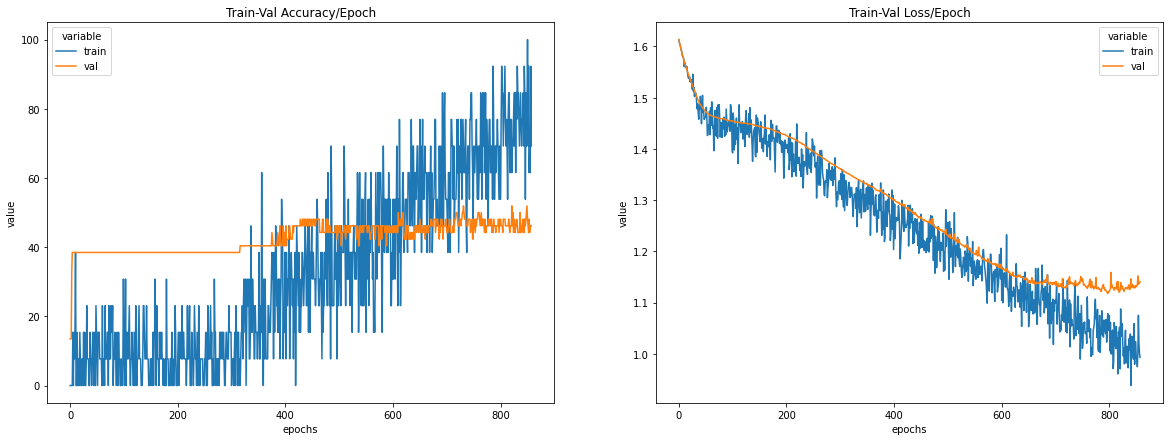 Train-Val Accuracy/Epoch
variable
train
val
value
100
80
60
40
20
0
0
200
400
600
800
epochs
Train-Val Loss/Epoch
variable
train
val
value
1.6
1.5
1.4
1.3
1.2
1.1
1.0
0
200
400
600
800
epochs